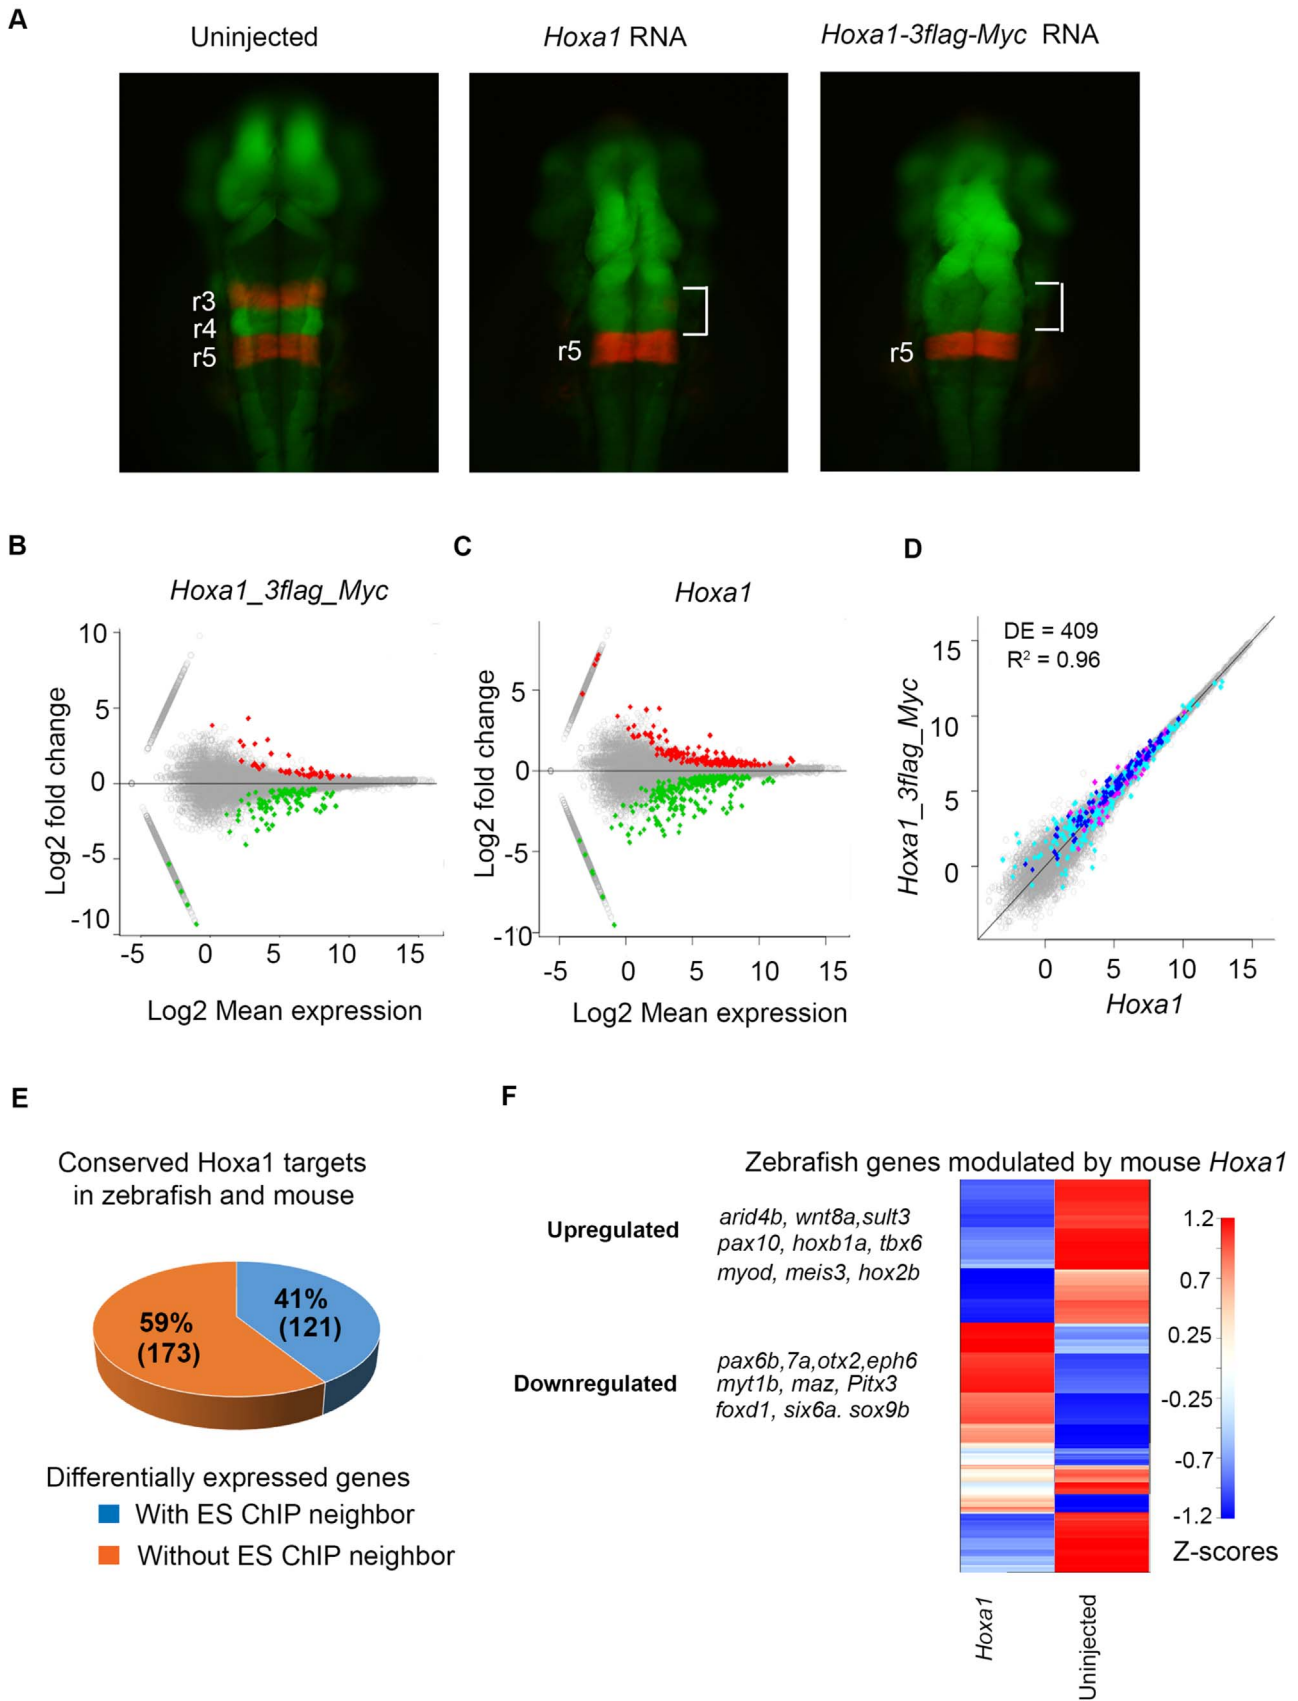 A
Uninjected
Hoxa1 RNA
Hoxa1-3flag-Myc RNA
r3
r4
r5
r5
r5
B
C
D
Hoxa1_3flag_Myc
10
5
0
-5
-10
Log2 fold change
-5 0 5 10 15
Log2 Mean expression
Hoxa1
5
0
-5
-10
Log2 fold change
-5 0 5 10 15
Log2 Mean expression
DE = 409
R² = 0.96
15
10
5
0
Hoxa1_3flag_Myc
0 5 10 15
Hoxa1
E
Conserved Hoxa1 targets
in zebrafish and mouse
59%
(173)
41%
(121)
Differentially expressed genes
With ES ChIP neighbor
Without ES ChIP neighbor
F
Zebrafish genes modulated by mouse Hoxa1
Upregulated
arid4b, wnt8a,sult3
pax10, hoxb1a, tbx6
myod, meis3, hox2b
Downregulated
pax6b,7a,otx2,eph6
myt1b, maz, Pitx3
foxd1, six6a. sox9b
1.2
0.7
0.25
-0.25
-0.7
-1.2
Z-scores
Hoxa1
Uninjected